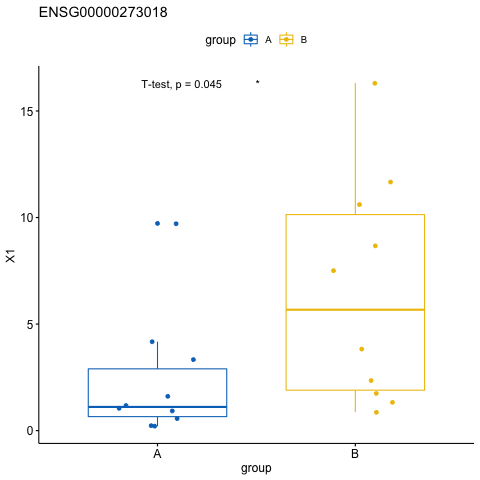 ENSG00000273018
group A B
T-test, p = 0.045 *
15
10
5
0
X1
A B
group